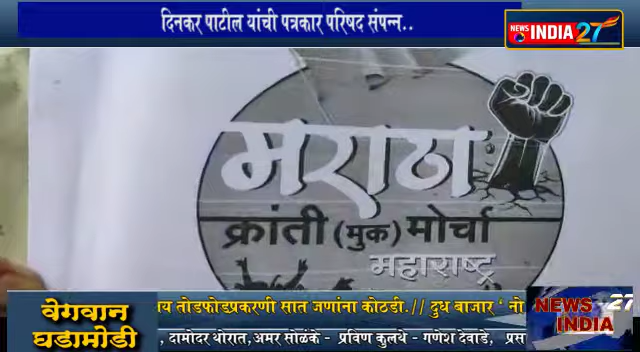 दिनकर पाटील यांची पत्रकार परिषद संपन्न..
NEWS INDIA 27
मराठा
क्रांती (मुक) मोर्चा
महाराष्ट्र
वेगवान
घडामोडी
य तोडफोडप्रकरणी सात जणांना कोठडी.// दुध बाजार ' नो
, दामोदर थोरात,अमर सोळंके - प्रविण कुलथे - गणेश देवाडे, प्रस
NEWS 27
INDIA